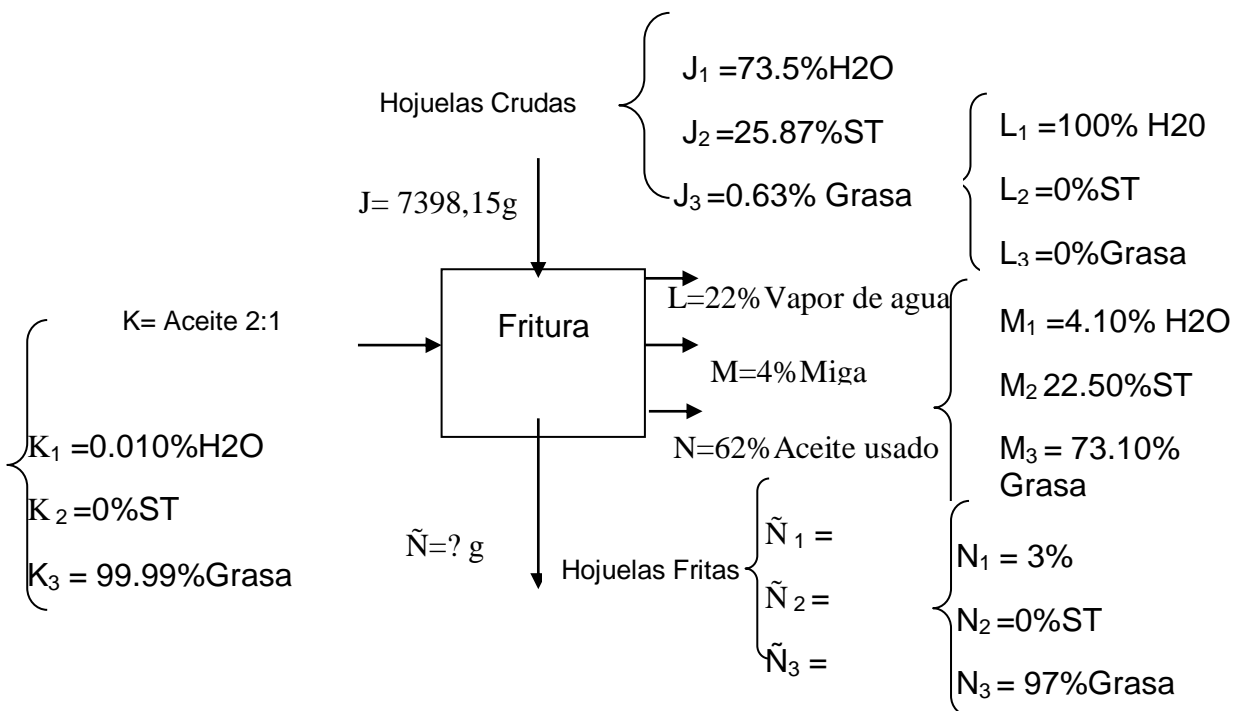 Hojuelas Crudas
J1 =73.5%H2O
J2 =25.87%ST
J3 =0.63% Grasa
J= 7398,15g
L1 =100% H20
L2 =0%ST
L3 =0%Grasa
K= Aceite 2:1
Fritura
L=22% Vapor de agua
M=4% Miga
N=62% Aceite usado
M1 =4.10% H2O
M2 22.50%ST
M3 = 73.10%
Grasa
K1 =0.010%H2O
K 2 =0%ST
K3 = 99.99%Grasa
Ñ=? g
Hojuelas Fritas
Ñ 1 =
Ñ 2 =
Ñ3 =
N1 = 3%
N2 =0%ST
N3 = 97%Grasa